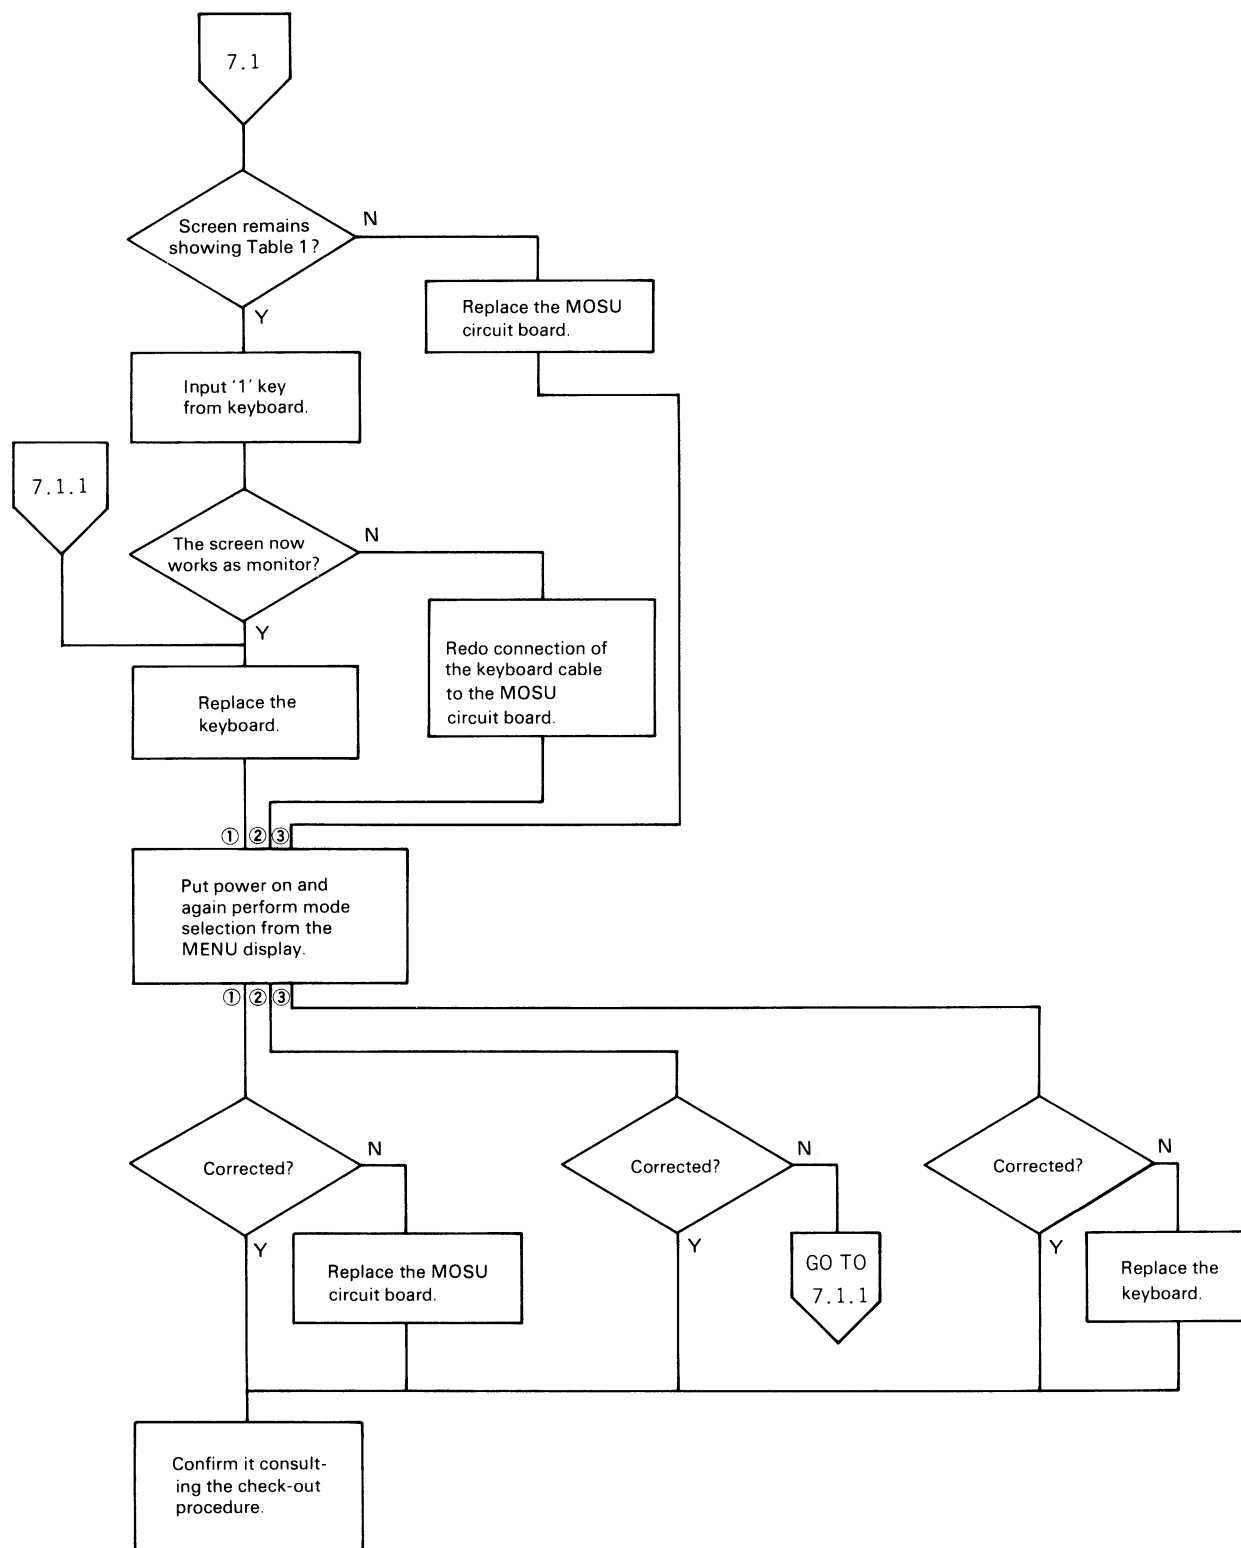 7.1
Screen remains
showing Table 1?
N
Y
Replace the MOSU
circuit board.
Input '1' key
from keyboard.
7.1.1
The screen now
works as monitor?
N
Y
Redo connection of
the keyboard cable
to the MOSU
circuit board.
Replace the
keyboard.
① ② ③
Put power on and
again perform mode
selection from the
MENU display.
① ② ③
Corrected?
N
Y
Replace the MOSU
circuit board.
Corrected?
N
Y
GO TO
7.1.1
Corrected?
N
Y
Replace the
keyboard.
Confirm it consult-
ing the check-out
procedure.